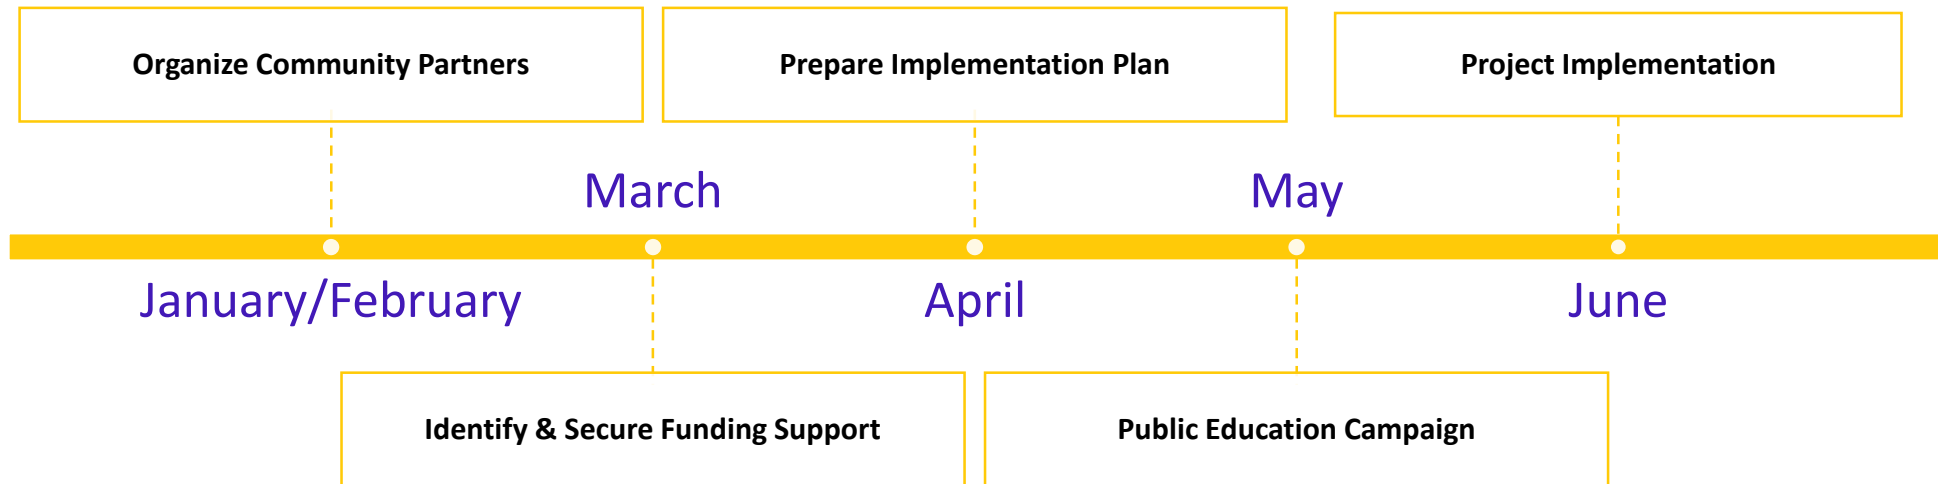 Organize Community Partners
Prepare Implementation Plan
Project Implementation
March
May
January/February
April
June
Identify & Secure Funding Support
Public Education Campaign